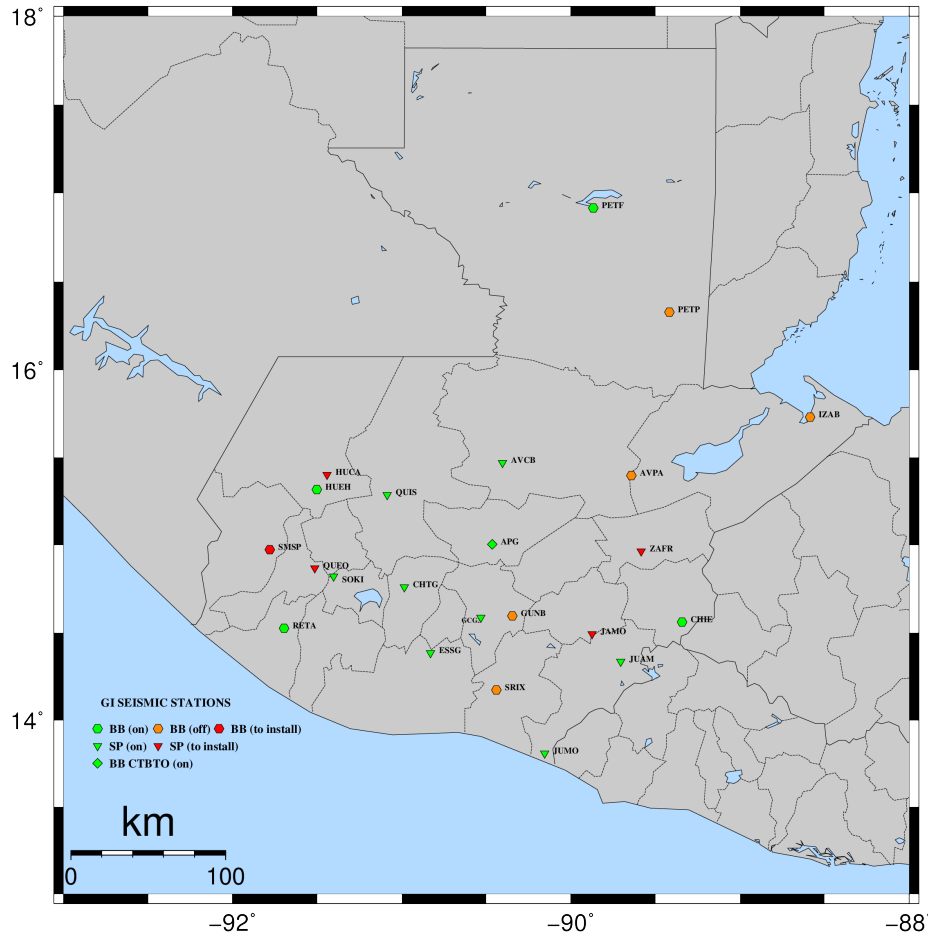 18°
PETF
PETP
16°
IZAB
AVCB
HUCA
AVPA
HUEH
QUIS
APG
SMSP
ZAFR
QUEO
SOKI
CHTG
GUNB
GCG5
CHIE
RETA
JAMO
ESSG
JUAM
SRIX
GI SEISMIC STATIONS
14°
BB (on) BB (off) BB (to install)
SP (on) SP (to install)
JUMO
BB CTBTO (on)
km
0 100
−92° −90° −88°